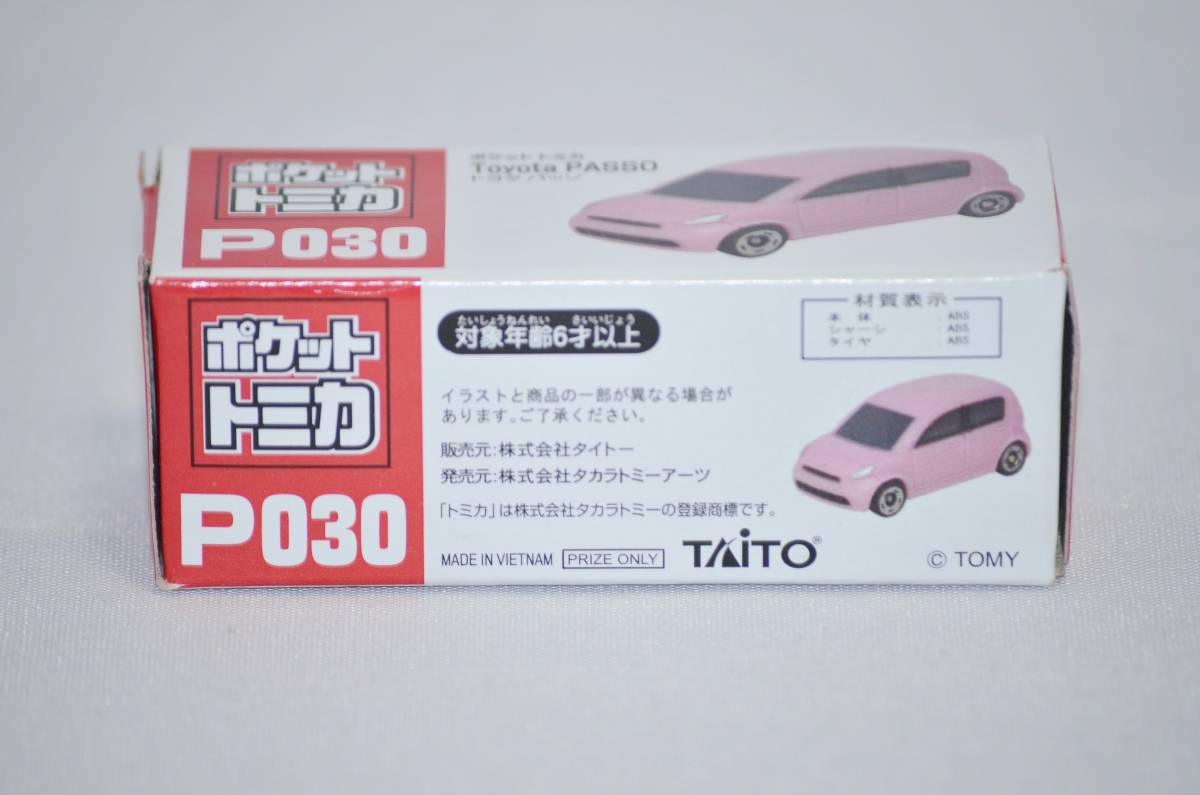 ポケット
トミカ
P030
ポケットトミカ
Toyota PASSO
トヨタ パッソ
ポケット
トミカ
P030
たいしょうねんれい さいいじょう
対象年齢6才以上
材質表示
本体 : ABS
シャーシ : ABS
タイヤ : ABS
イラストと商品の一部が異なる場合が
あります。ご了承ください。
販売元:株式会社タイトー
発売元:株式会社タカラトミーアーツ
「トミカ」は株式会社タカラトミーの登録商標です。
MADE IN VIETNAM PRIZE ONLY TAITO® © TOMY